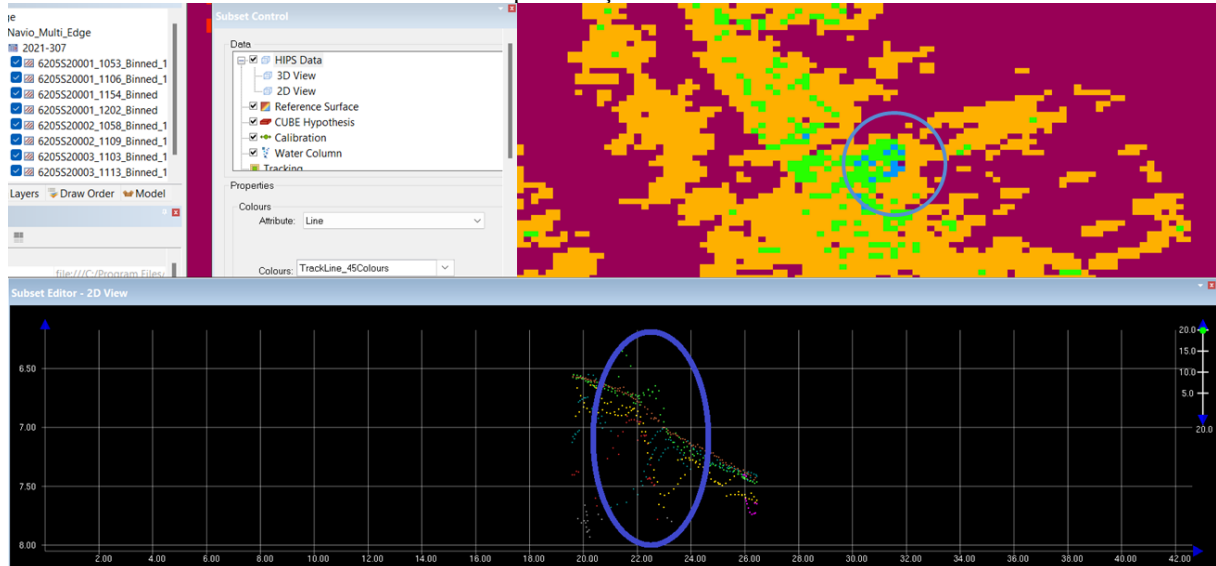 ge
Navio_Multi_Edge
2021-307
6205S20001_1053_Binned_1
6205S20001_1106_Binned_1
6205S20001_1154_Binned
6205S20001_1202_Binned
6205S20002_1058_Binned_1
6205S20002_1109_Binned_1
6205S20003_1103_Binned_1
6205S20003_1113_Binned_1
Layers Draw Order Model
file:///C:/Program Files/
Subset Control
Data
HIPS Data
3D View
2D View
Reference Surface
CUBE Hypothesis
Calibration
Water Column
Tracking
Properties
Colours
Attribute: Line
Colours: TrackLine_45Colours
Subset Editor - 2D View
6.50
7.00
7.50
8.00
2.00 4.00 6.00 8.00 10.00 12.00 14.00 16.00 18.00 20.00 22.00 24.00 26.00 28.00 30.00 32.00 34.00 36.00 38.00 40.00 42.00
20.0
15.0
10.0
5.0
20.0